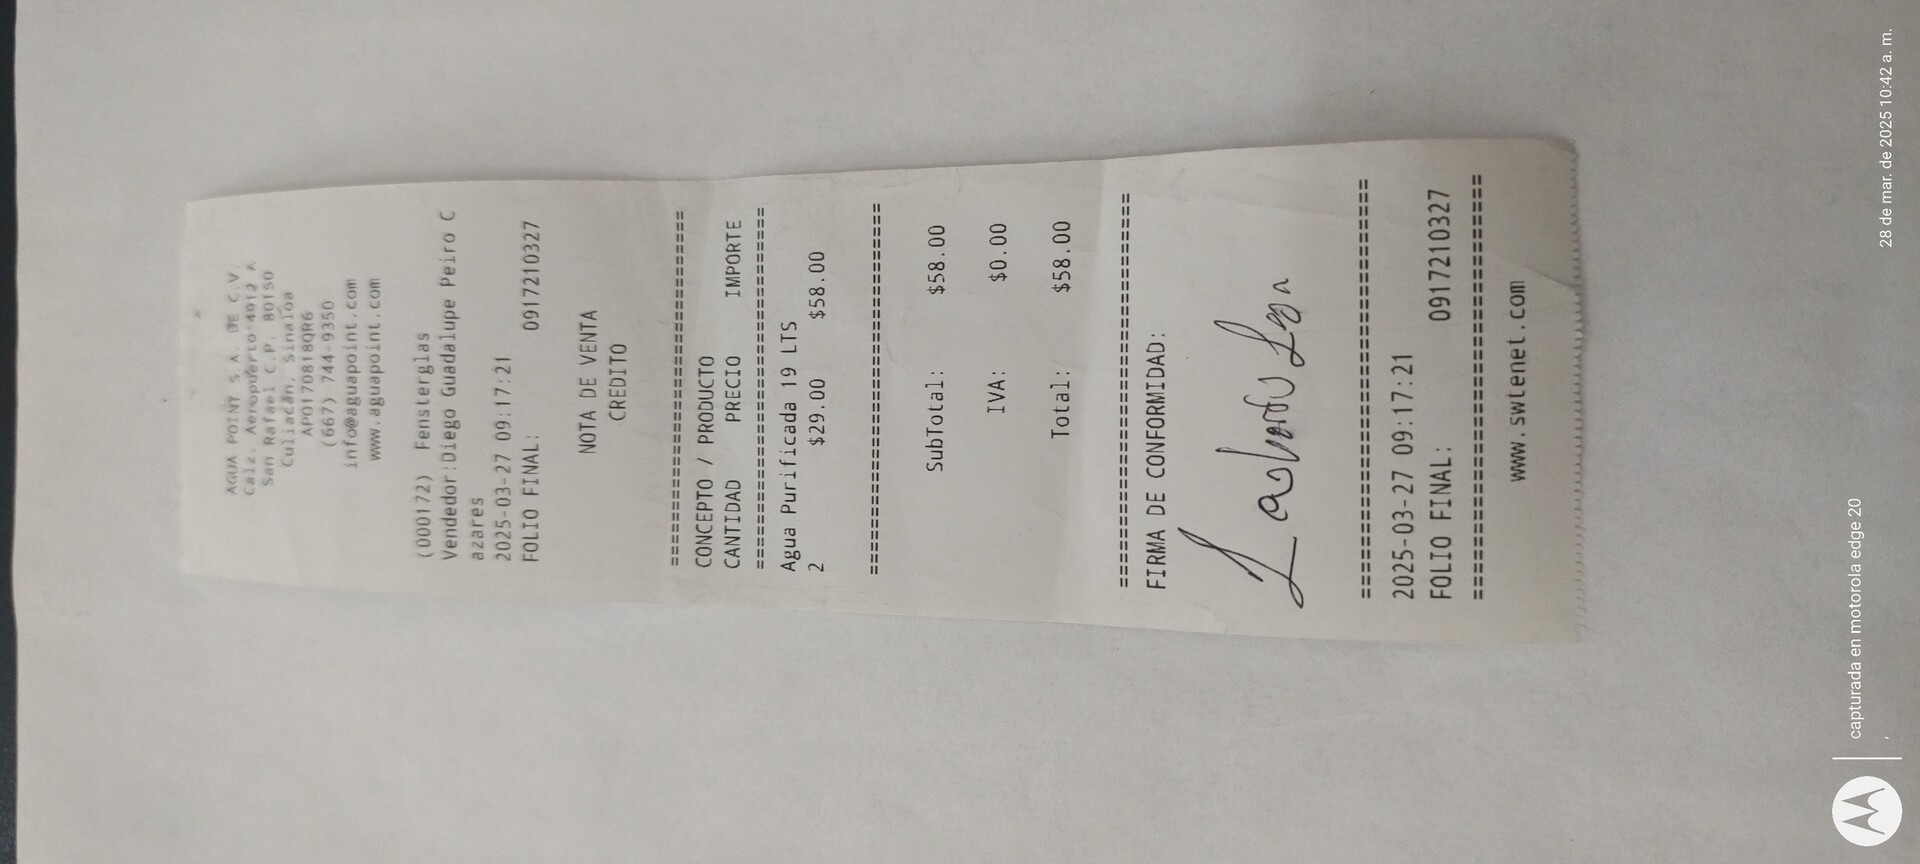 AGUA POINT S.A. DE C.V.
Calz. Aeropuerto 4912 A
San Rafael C.P. 80150
Culiacán, Sinaloa
APO170818QR6
(667) 744-9350
info@aguapoint.com
www.aguapoint.com
(000172) Fensterglas
Vendedor:Diego Guadalupe Peiro C
azares
2025-03-27 09:17:21
FOLIO FINAL: 0917210327
NOTA DE VENTA
CREDITO
================================
CONCEPTO / PRODUCTO
CANTIDAD PRECIO IMPORTE
================================
Agua Purificada 19 LTS
2 $29.00 $58.00
================================
SubTotal: $58.00
IVA: $0.00
Total: $58.00
================================
FIRMA DE CONFORMIDAD:
================================
2025-03-27 09:17:21
FOLIO FINAL: 0917210327
================================
www.swtenet.com
capturada en motorola edge 20
28 de mar. de 2025 10:42 a. m.